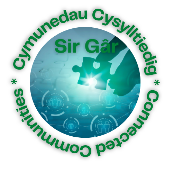 Cymunedau Cysylltiedig *
Sir Gâr
Connected Communities *